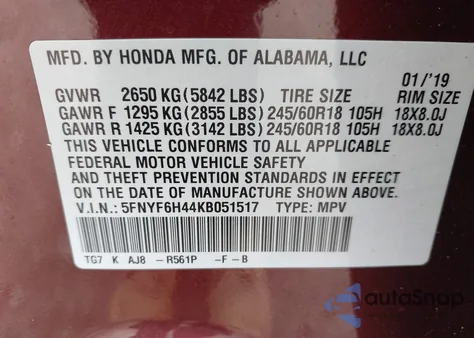 MFD. BY HONDA MFG. OF ALABAMA, LLC
01/'19
GVWR 2650 KG (5842 LBS) TIRE SIZE RIM SIZE
GAWR F 1295 KG (2855 LBS) 245/60R18 105H 18X8.0J
GAWR R 1425 KG (3142 LBS) 245/60R18 105H 18X8.0J
THIS VEHICLE CONFORMS TO ALL APPLICABLE
FEDERAL MOTOR VEHICLE SAFETY
AND THEFT PREVENTION STANDARDS IN EFFECT
ON THE DATE OF MANUFACTURE SHOWN ABOVE.
V.I.N.: 5FNYF6H44KB051517 TYPE: MPV
TG7 K AJ8 -R561P -F-B
autoSnap